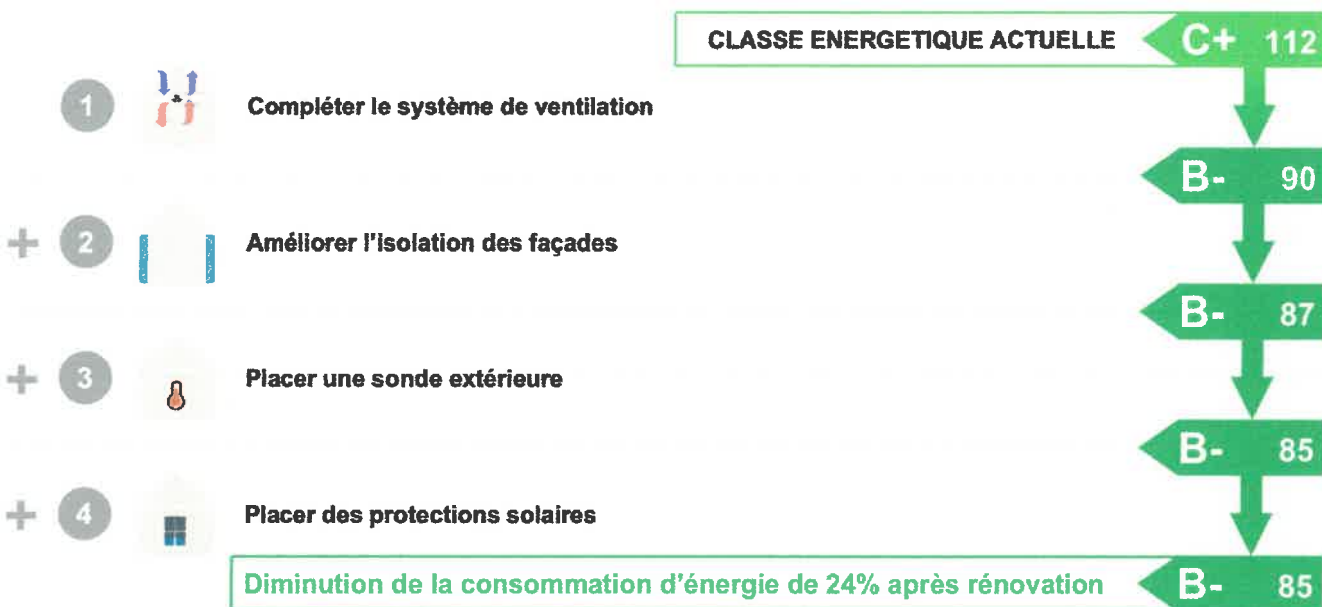 CLASSE ENERGETIQUE ACTUELLE C+ 112
1 Compléter le système de ventilation
B- 90
+ 2 Améliorer l'isolation des façades
B- 87
+ 3 Placer une sonde extérieure
B- 85
+ 4 Placer des protections solaires
Diminution de la consommation d'énergie de 24% après rénovation B- 85